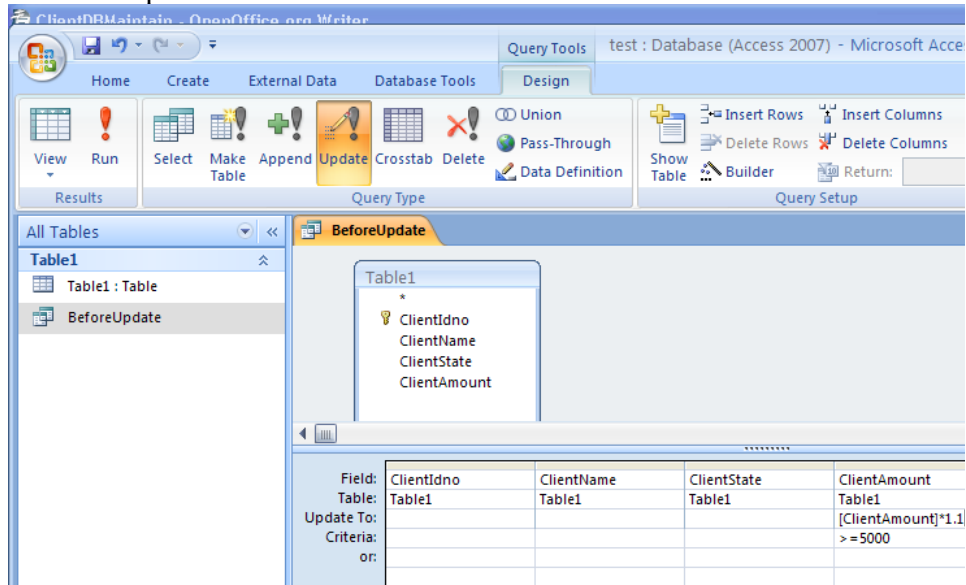 ClientDBMaintain - OpenOffice.org Writer
Query Tools test : Database (Access 2007) - Microsoft Acce
Home Create External Data Database Tools Design
View Run Select Make Table Append Update Crosstab Delete
Union
Pass-Through
Data Definition
Show Table
Insert Rows
Delete Rows
Builder
Insert Columns
Delete Columns
Return:
Results Query Type Query Setup
All Tables
Table1
Table1 : Table
BeforeUpdate
BeforeUpdate
Table1
*
ClientIdno
ClientName
ClientState
ClientAmount
Field: ClientIdno ClientName ClientState ClientAmount
Table: Table1 Table1 Table1 Table1
Update To: [ClientAmount]*1.1
Criteria: >=5000
or: